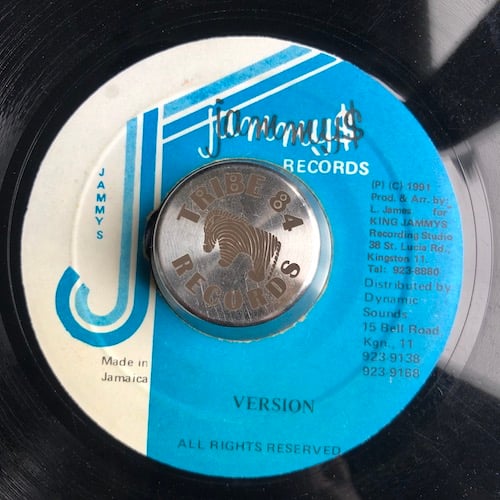 jammy$
RECORDS
JAMMYS
TRIBE 84
RECORDS
(P) (C) 1991
Prod. & Arr. by:
L. James for
KING JAMMYS
Recording Studio
38 St. Lucia Rd.,
Kingston 11.
Tel: 923-8880
Distributed by
Dynamic
Sounds
15 Bell Road
Kgn., 11
923-9138
923-9168
Made in
Jamaica
VERSION
ALL RIGHTS RESERVED